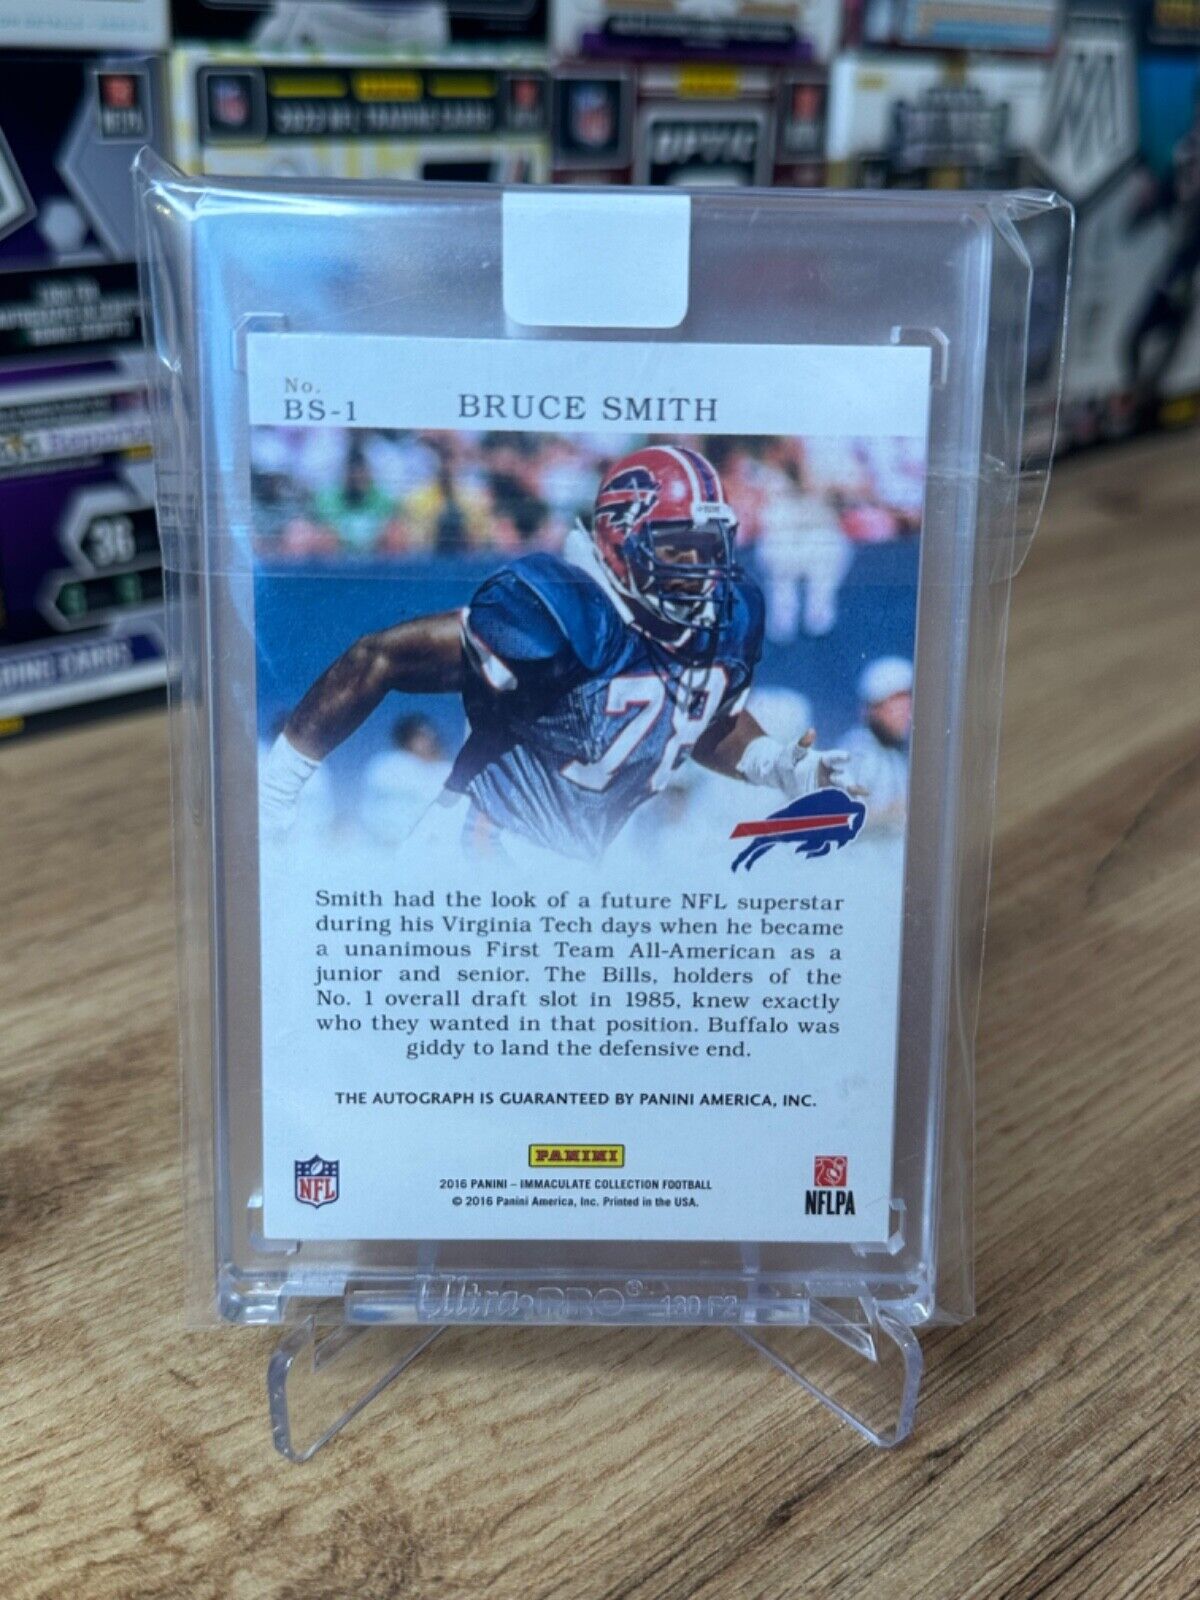 No.
BS-1
BRUCE SMITH
78
Smith had the look of a future NFL superstar
during his Virginia Tech days when he became
a unanimous First Team All-American as a
junior and senior. The Bills, holders of the
No. 1 overall draft slot in 1985, knew exactly
who they wanted in that position. Buffalo was
giddy to land the defensive end.
THE AUTOGRAPH IS GUARANTEED BY PANINI AMERICA, INC.
PANINI
NFL
2016 PANINI – IMMACULATE COLLECTION FOOTBALL
© 2016 Panini America, Inc. Printed in the USA.
NFLPA
Ultra·PRO® 130 PT
36